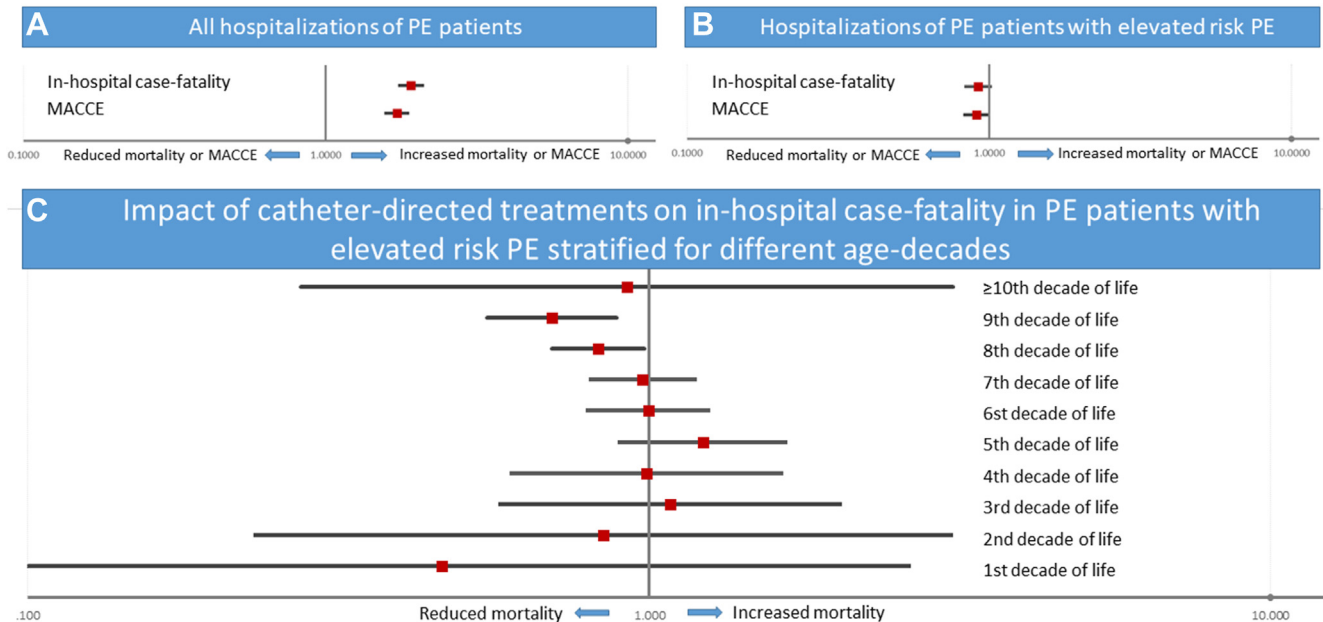 A All hospitalizations of PE patients
In-hospital case-fatality
MACCE
0.1000 Reduced mortality or MACCE 1.0000 Increased mortality or MACCE 10.0000
B Hospitalizations of PE patients with elevated risk PE
In-hospital case-fatality
MACCE
0.1000 Reduced mortality or MACCE 1.0000 Increased mortality or MACCE 10.0000
C Impact of catheter-directed treatments on in-hospital case-fatality in PE patients with
elevated risk PE stratified for different age-decades
≥10th decade of life
9th decade of life
8th decade of life
7th decade of life
6st decade of life
5th decade of life
4th decade of life
3rd decade of life
2nd decade of life
1st decade of life
.100 Reduced mortality 1.000 Increased mortality 10.000